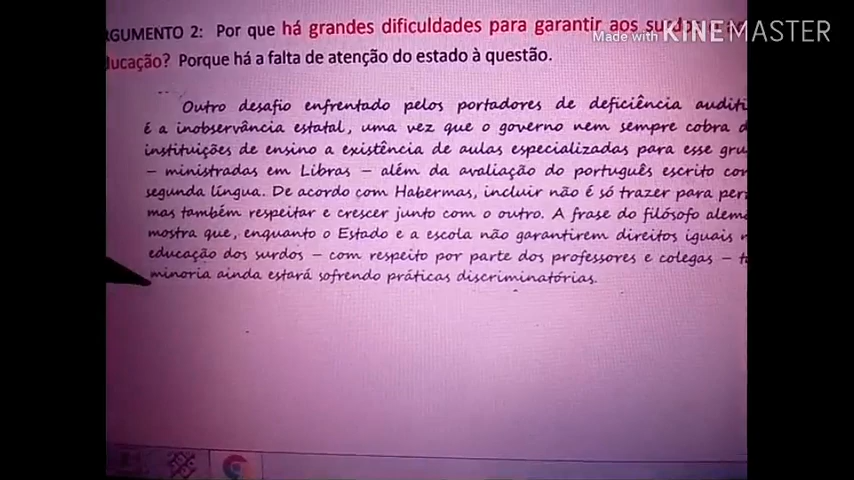 RGUMENTO 2: Por que há grandes dificuldades para garantir aos
Made with KINEMASTER
ucação? Porque há a falta de atenção do estado à questão.
Outro desafio enfrentado pelos portadores de deficiência auditi
é a inobservância estatal, uma vez que o governo nem sempre cobra d
instituições de ensino a existência de aulas especializadas para esse gru
– ministradas em Libras – além da avaliação do português escrito com
segunda língua. De acordo com Habermas, incluir não é só trazer para per
mas também respeitar e crescer junto com o outro. A frase do filósofo alem
mostra que, enquanto o Estado e a escola não garantirem direitos iguais n
educação dos surdos – com respeito por parte dos professores e colegas –
minoria ainda estará sofrendo práticas discriminatórias.